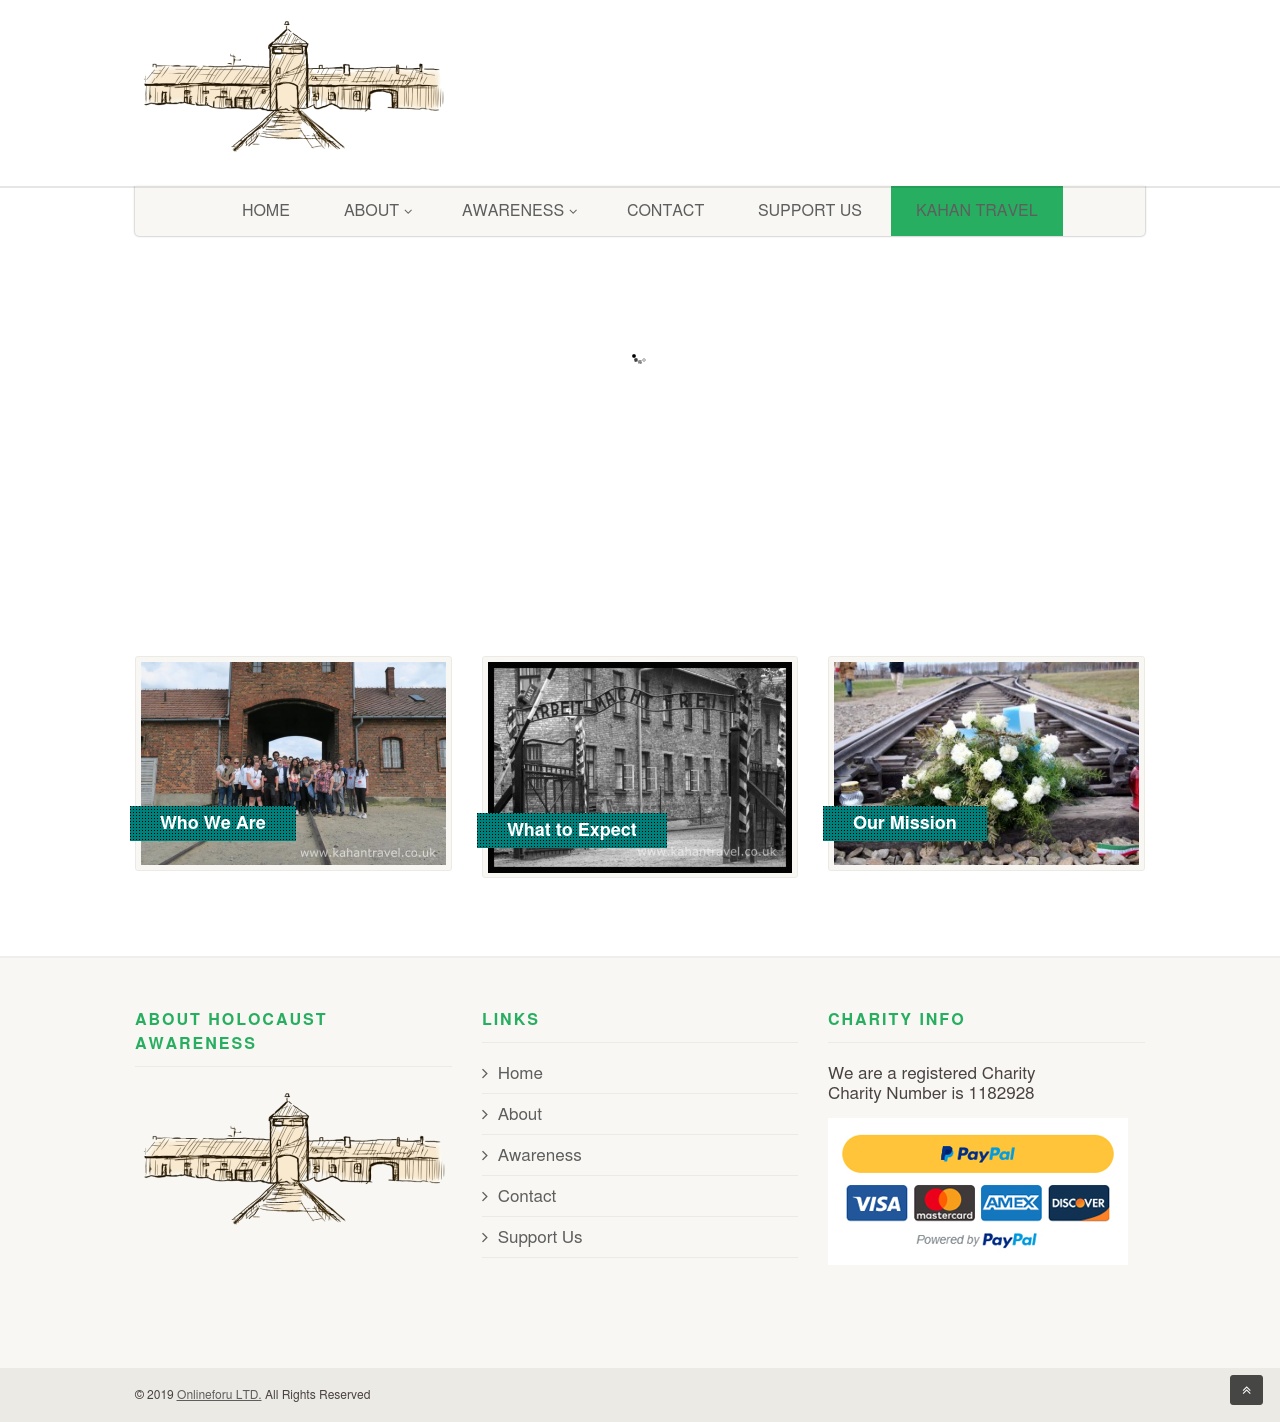 HOME ABOUT AWARENESS CONTACT SUPPORT US KAHAN TRAVEL
ARBEIT MACHT FREI
Who We Are
What to Expect
Our Mission
www.kahantravel.co.uk
www.kahantravel.co.uk
ABOUT HOLOCAUST
AWARENESS
LINKS
Home
About
Awareness
Contact
Support Us
CHARITY INFO
We are a registered Charity
Charity Number is 1182928
PayPal
VISA mastercard AMEX DISCOVER
Powered by PayPal
© 2019 Onlineforu LTD. All Rights Reserved